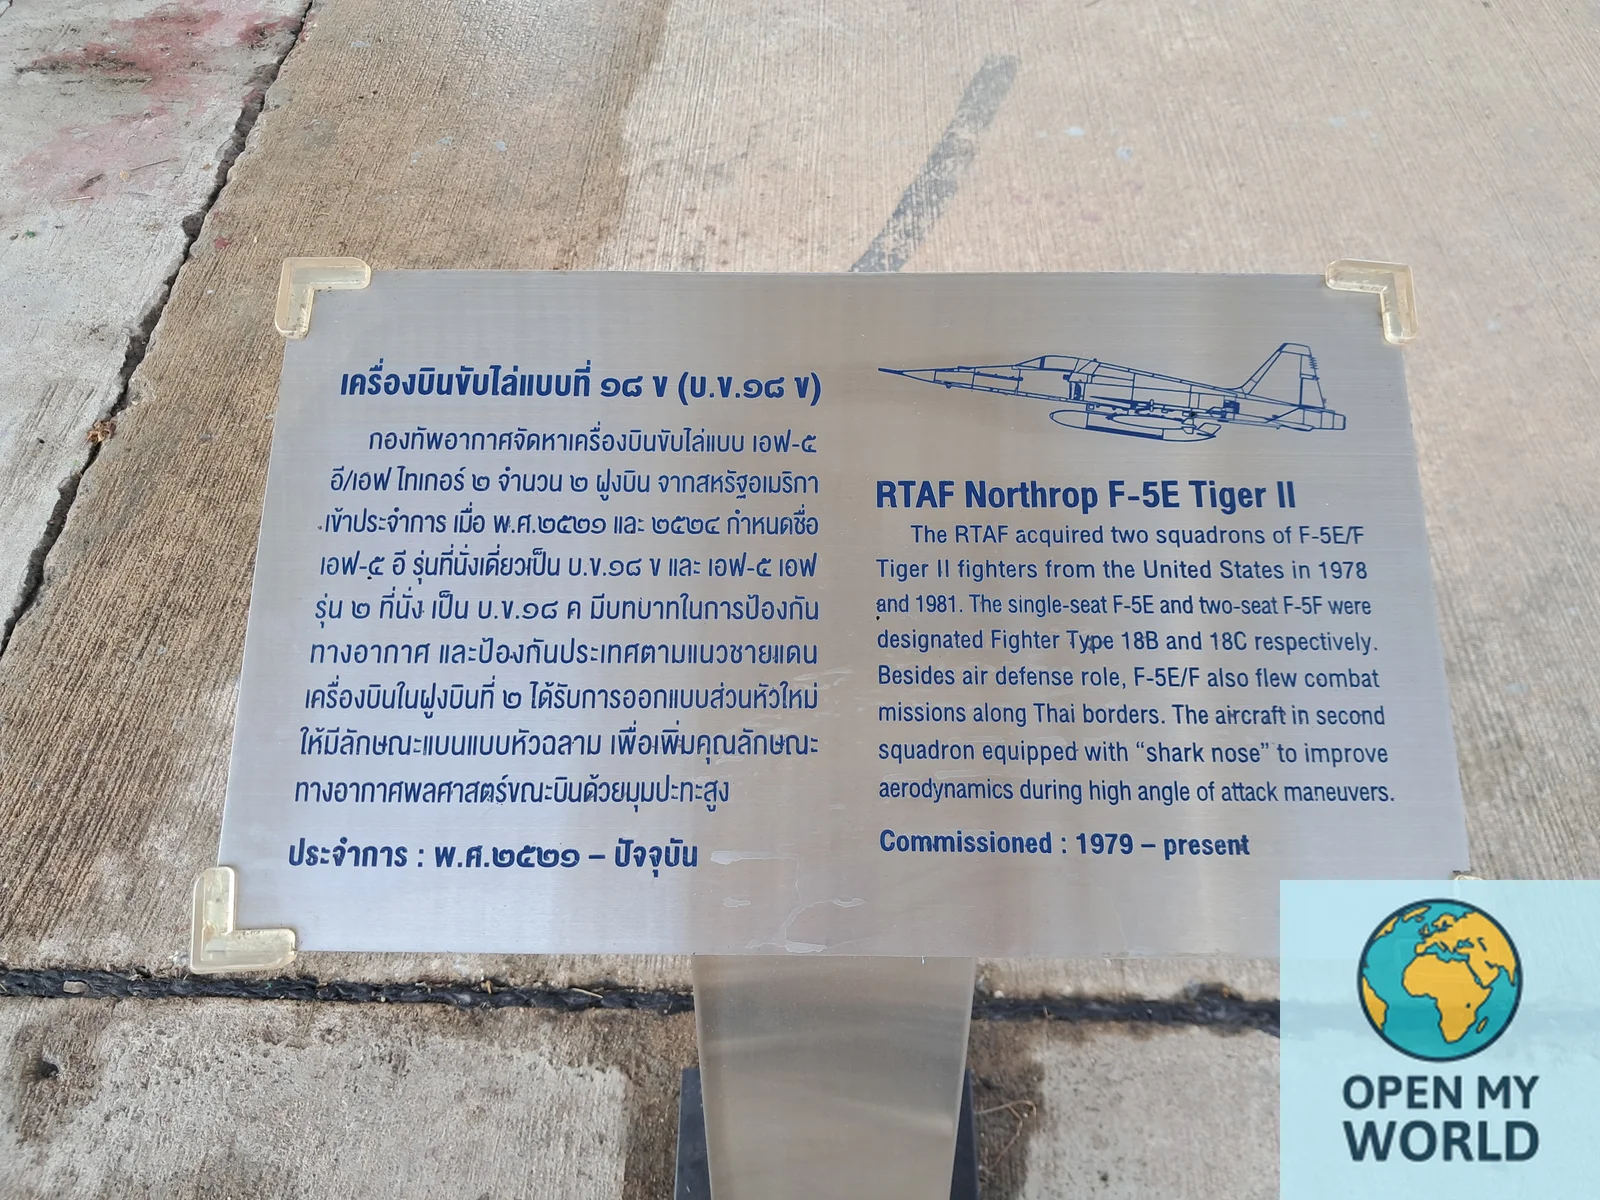 เครื่องบินขับไล่แบบที่ ๑๘ ข (บ.ข.๑๘ ข)
กองทัพอากาศจัดหาเครื่องบินขับไล่แบบ เอฟ-๕
อี/เอฟ ไทเกอร์ ๒ จำนวน ๒ ฝูงบิน จากสหรัฐอเมริกา
เข้าประจำการ เมื่อ พ.ศ.๒๕๒๑ และ ๒๕๒๔ กำหนดชื่อ
เอฟ-๕ อี รุ่นที่นั่งเดี่ยวเป็น บ.ข.๑๘ ข และ เอฟ-๕ เอฟ
รุ่น ๒ ที่นั่ง เป็น บ.ข.๑๘ ค มีบทบาทในการป้องกัน
ทางอากาศ และป้องกันประเทศตามแนวชายแดน
เครื่องบินในฝูงบินที่ ๒ ได้รับการออกแบบส่วนหัวใหม่
ให้มีลักษณะแบนแบบหัวฉลาม เพื่อเพิ่มคุณลักษณะ
ทางอากาศพลศาสตร์ขณะบินด้วยมุมปะทะสูง
ประจำการ : พ.ศ.๒๕๒๑ – ปัจจุบัน
RTAF Northrop F-5E Tiger II
The RTAF acquired two squadrons of F-5E/F
Tiger II fighters from the United States in 1978
and 1981. The single-seat F-5E and two-seat F-5F were
designated Fighter Type 18B and 18C respectively.
Besides air defense role, F-5E/F also flew combat
missions along Thai borders. The aircraft in second
squadron equipped with “shark nose” to improve
aerodynamics during high angle of attack maneuvers.
Commissioned : 1979 – present
OPEN MY
WORLD